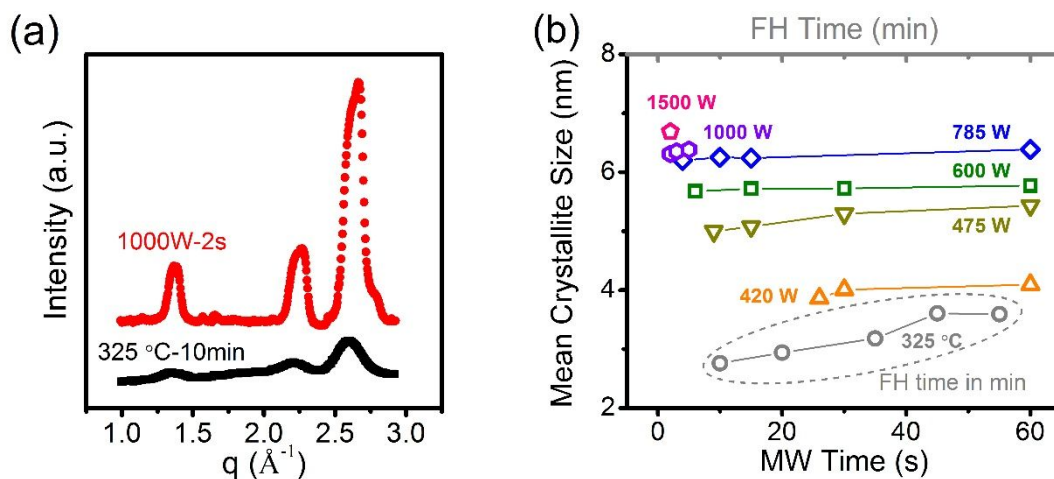 (a)
Intensity (a.u.)
1000W-2s
325 °C-10min
1.0 1.5 2.0 2.5 3.0
q (Å⁻¹)
(b)
FH Time (min)
Mean Crystallite Size (nm)
8
6
4
2
1500 W
1000 W
785 W
600 W
475 W
420 W
325 °C
FH time in min
0 20 40 60
MW Time (s)